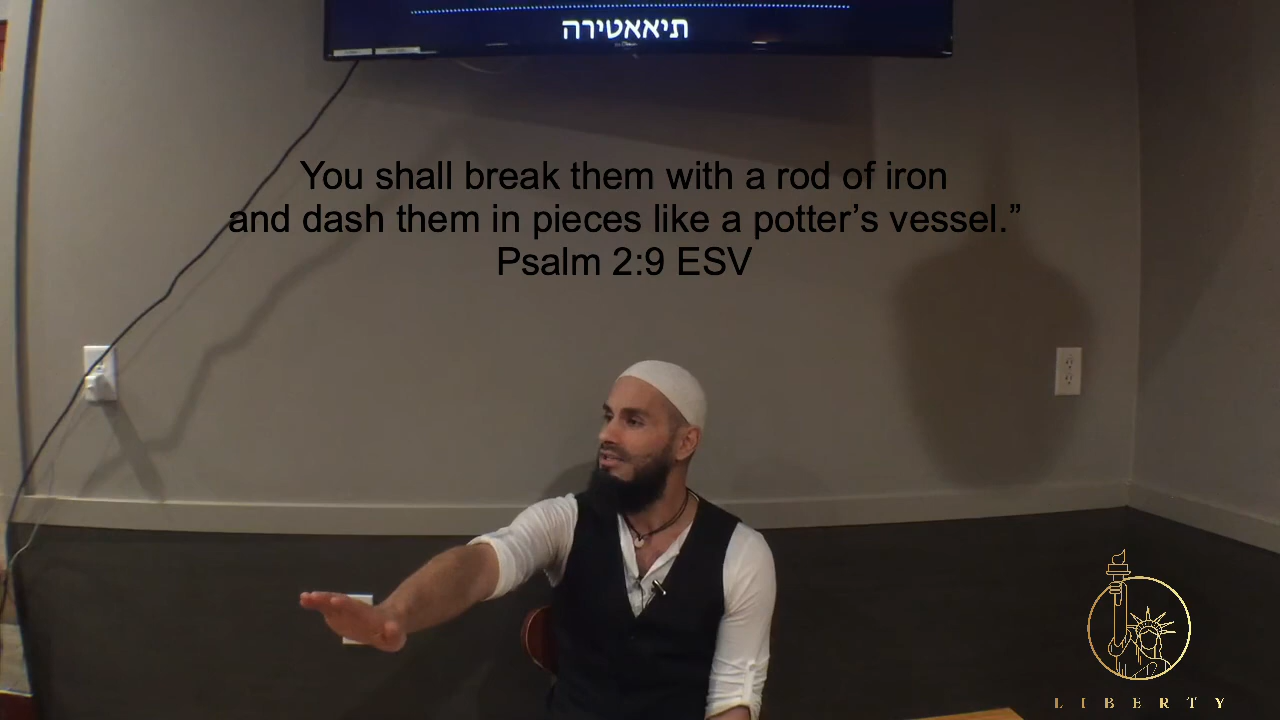 תיאאטירה
You shall break them with a rod of iron
and dash them in pieces like a potter’s vessel.”
Psalm 2:9 ESV
LIBERTY